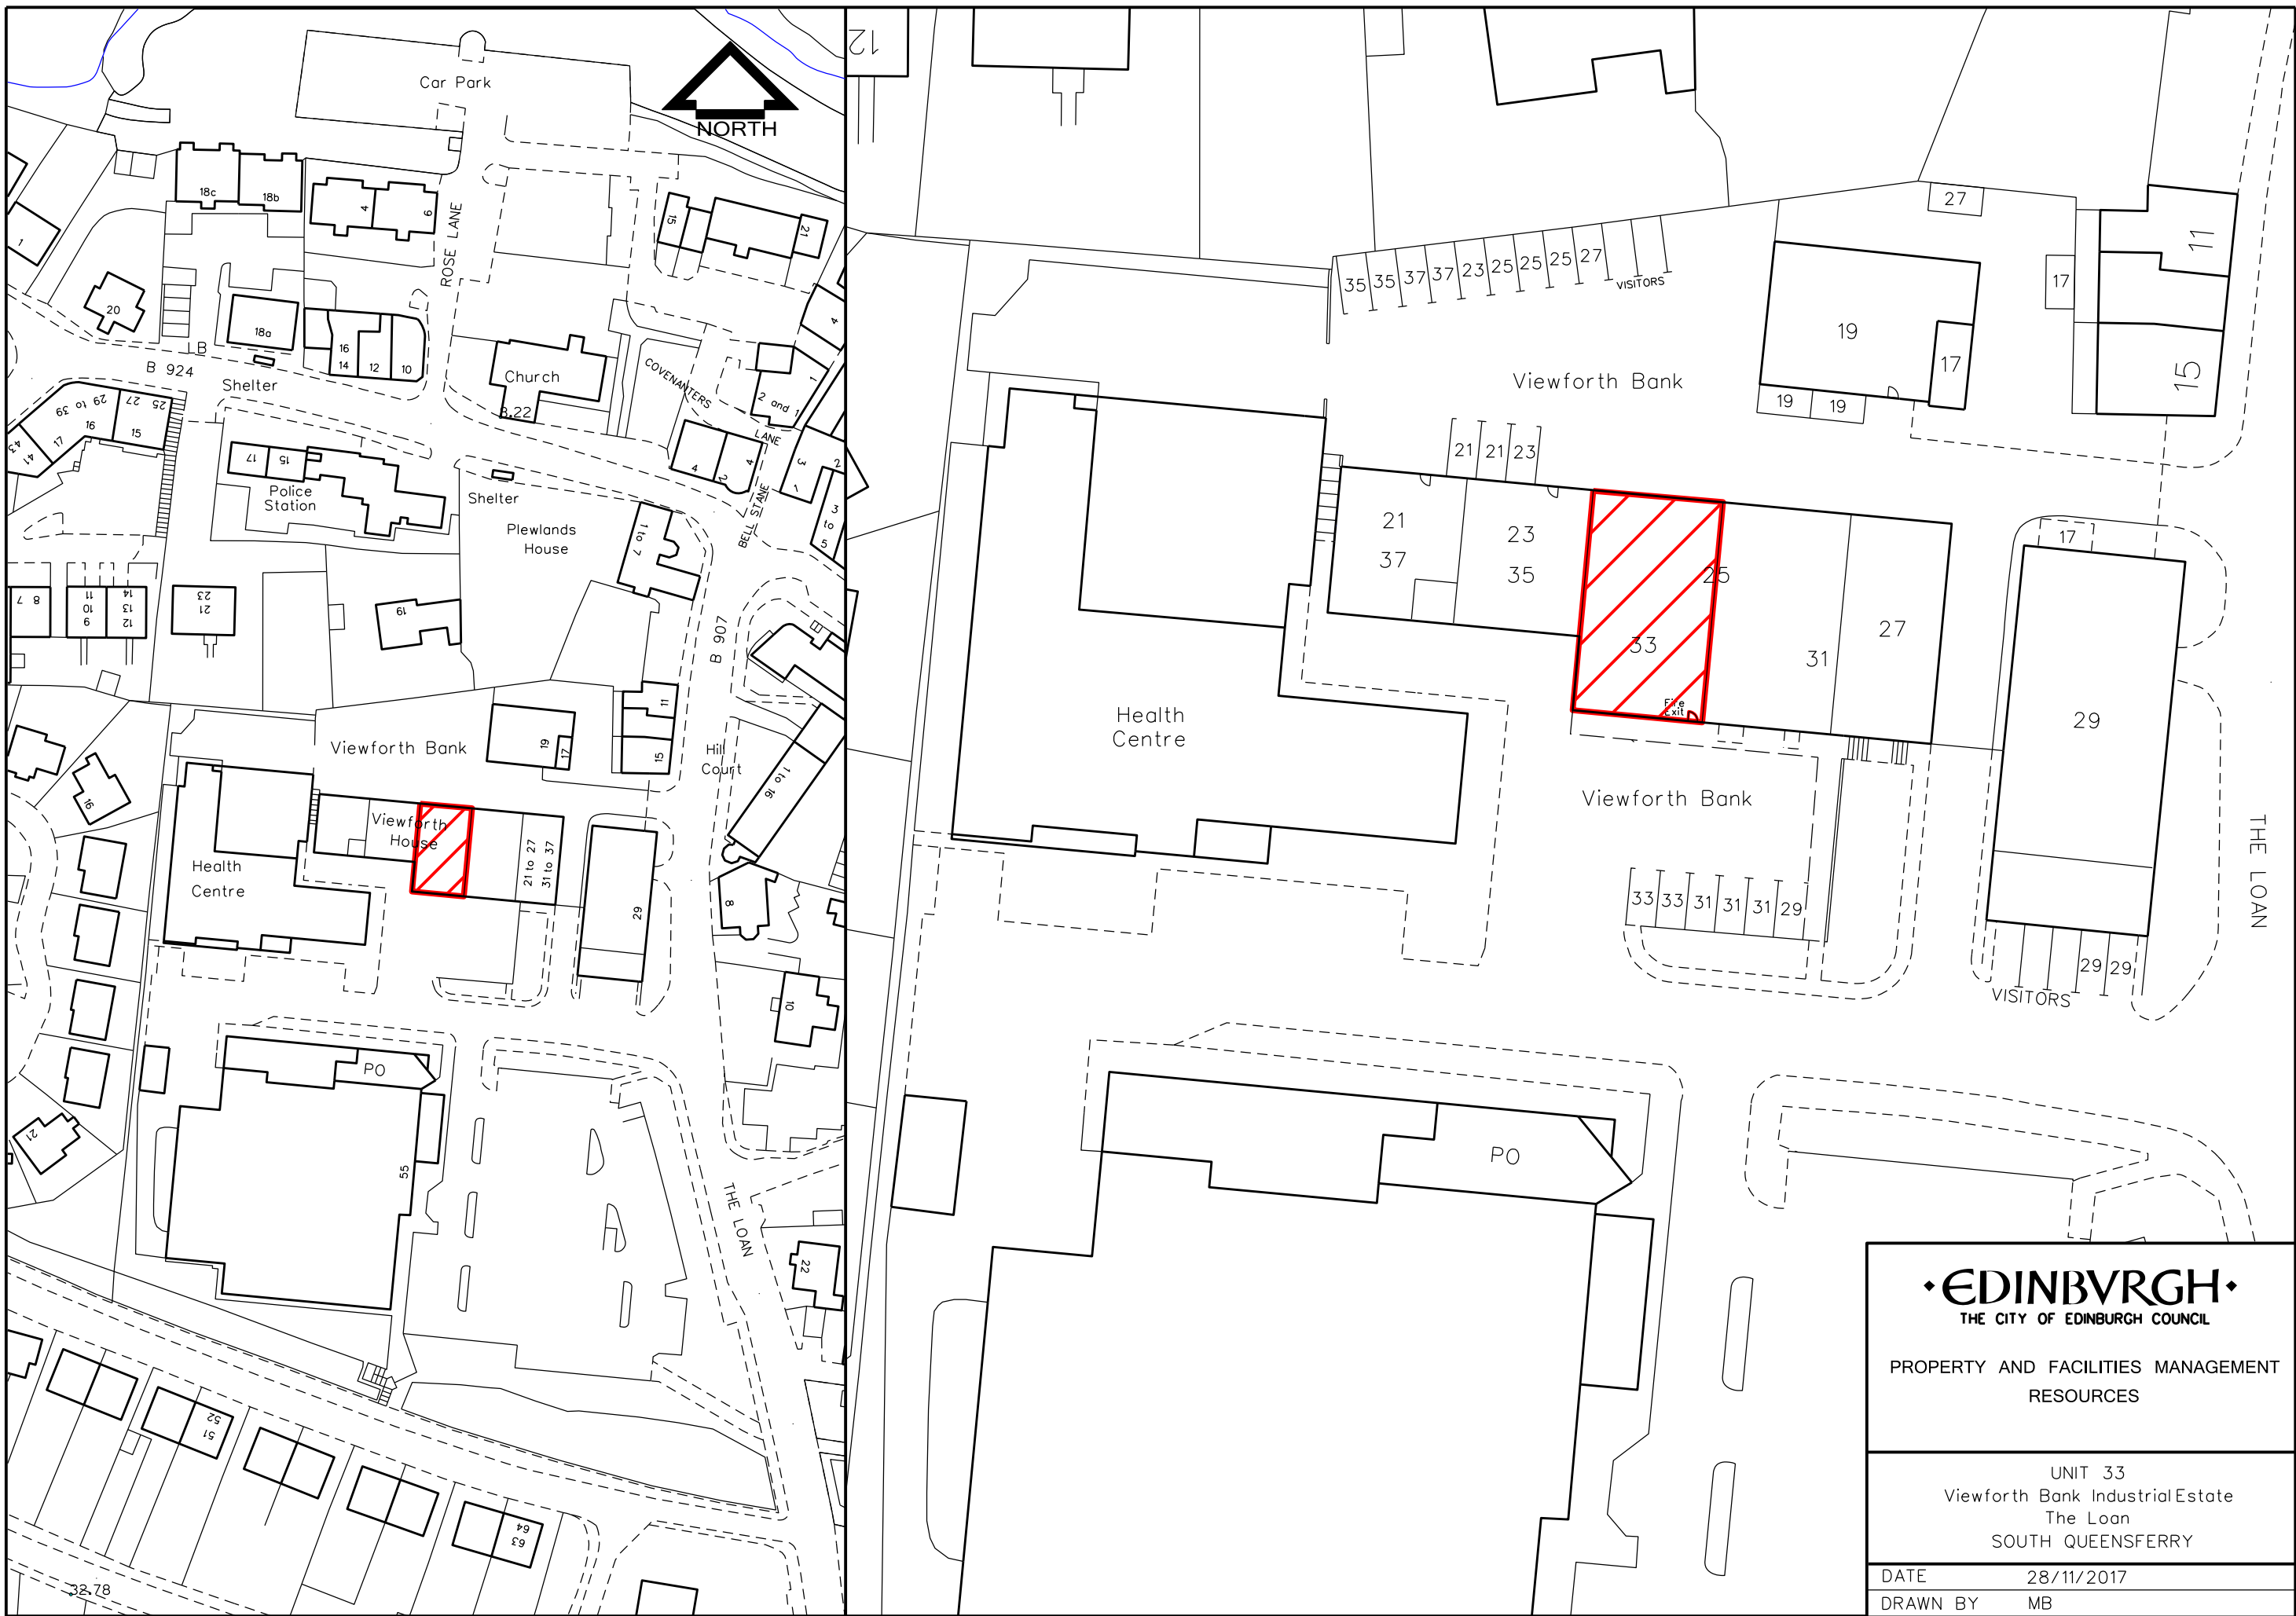 Car Park
NORTH
18c
18b
4
6
ROSE LANE
15
21
1
20
18a
16
14
12
10
LB
B 924
Shelter
Church
8.22
COVENANTERS
LANE
2 and 1
1
4
4
2
4
3
2
1
3
to
5
BELL STANE
25
27
29 to 39
15
16
17
41
43
17
15
Police
Station
Shelter
Plewlands
House
1 to 7
B 907
8
7
11
10
9
14
13
12
23
21
19
Viewforth Bank
19
17
11
15
Hill
Court
1 to 16
16
Viewforth
House
21 to 27
31 to 37
Health
Centre
29
8
10
PO
55
21
THE LOAN
22
52
51
64
63
32.78
12
35
35
37
37
23
25
25
25
27
VISITORS
27
19
17
19
19
17
11
15
Viewforth Bank
21
21
23
21
37
23
35
25
33
Fire
Exit
31
27
17
29
Health
Centre
Viewforth Bank
33
33
31
31
31
29
29
29
VISITORS
THE LOAN
PO
EDINBVRGH
THE CITY OF EDINBURGH COUNCIL
PROPERTY AND FACILITIES MANAGEMENT
RESOURCES
UNIT 33
Viewforth Bank Industrial Estate
The Loan
SOUTH QUEENSFERRY
DATE 28/11/2017
DRAWN BY MB